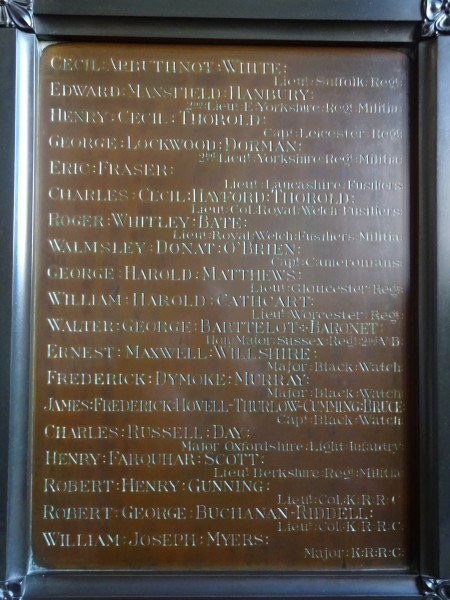 CECIL:ARBUTHNOT:WHITE:
Lieut:Suffolk:Regt:
EDWARD:MANSFIELD:HANBURY:
2nd:Lieut:E:Yorkshire:Regt:Militia:
HENRY:CECIL:THOROLD:
Capt:Leicester:Regt:
GEORGE:LOCKWOOD:DORMAN:
2nd:Lieut:Yorkshire:Regt:Militia:
ERIC:FRASER:
Lieut:Lancashire:Fusiliers:
CHARLES:CECIL:HAYFORD:THOROLD:
Lieut:Col:Royal:Welch:Fusiliers:
ROGER:WHITLEY:BATE:
Lieut:Royal:Welch:Fusiliers:Militia:
WALMSLEY:DONAT:O'BRIEN:
Capt:Cameronians:
GEORGE:HAROLD:MATTHEWS:
Lieut:Gloucester:Regt:
WILLIAM:HAROLD:CATHCART:
Lieut:Worcester:Regt:
WALTER:GEORGE:BARTTELOT:BARONET:
Hon:Major:Sussex:Regt:2nd:V.B.
ERNEST:MAXWELL:WILLSHIRE:
Major:Black:Watch:
FREDERICK:DYMOKE:MURRAY:
Major:Black:Watch:
JAMES:FREDERICK:HOVELL-THURLOW-CUMMING-BRUCE:
Capt:Black:Watch:
CHARLES:RUSSELL:DAY:
Major:Oxfordshire:Light:Infantry:
HENRY:FARQUHAR:SCOTT:
Lieut:Berkshire:Regt:Militia:
ROBERT:HENRY:GUNNING:
Lieut:Col:K:R:R:C:
ROBERT:GEORGE:BUCHANAN-RIDDELL:
Lieut:Col:K:R:R:C:
WILLIAM:JOSEPH:MYERS:
Major:K:R:R:C: